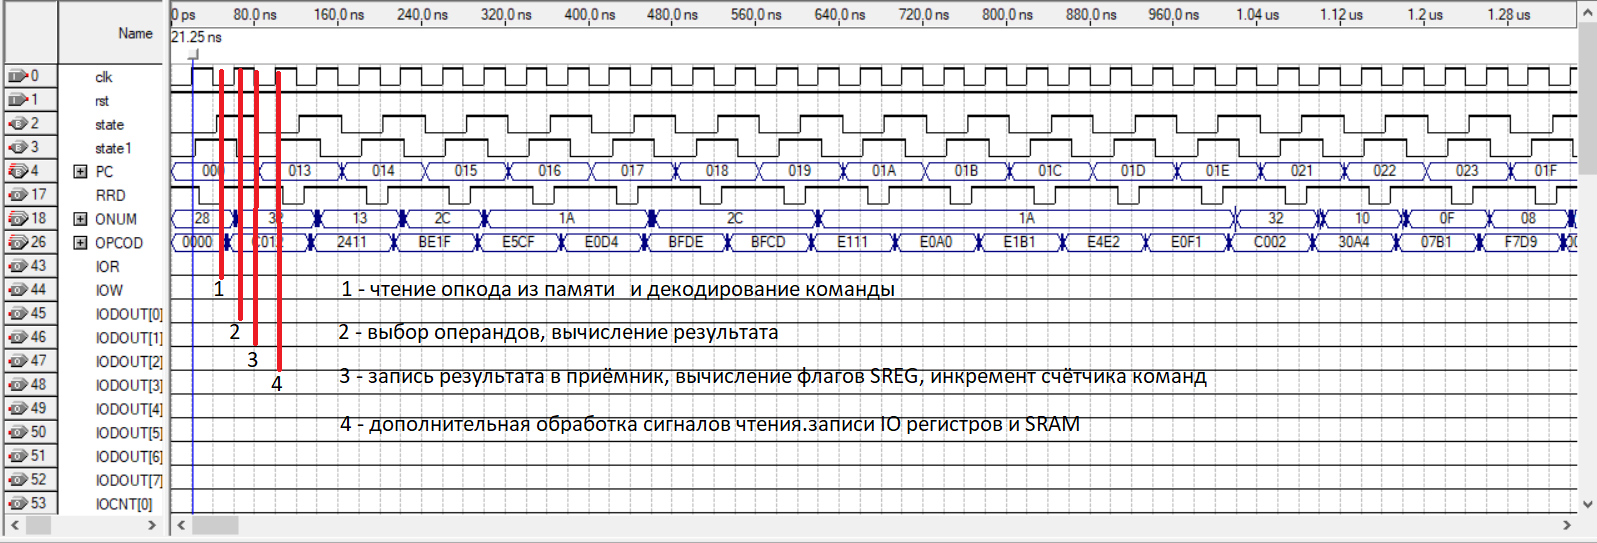 Name
0 ps 80.0 ns 160.0 ns 240.0 ns 320.0 ns 400.0 ns 480.0 ns 560.0 ns 640.0 ns 720.0 ns 800.0 ns 880.0 ns 960.0 ns 1.04 us 1.12 us 1.2 us 1.28 us
21.25 ns
0 clk
1 rst
2 state
3 state1
4 PC 000 013 014 015 016 017 018 019 01A 01B 01C 01D 01E 021 022 023 01F
17 RRD
18 ONUM 28 32 13 2C 1A 2C 1A 32 10 0F 08
26 OPCOD 0000 C012 2411 BE1F E5CF E0D4 BFDE BFCD E111 E0A0 E1B1 E4E2 E0F1 C002 30A4 07B1 F7D9
43 IOR
44 IOW 1 1 - чтение опкода из памяти и декодирование команды
45 IODOUT[0]
46 IODOUT[1] 2 2 - выбор операндов, вычисление результата
47 IODOUT[2] 3
48 IODOUT[3] 4 3 - запись результата в приёмник, вычисление флагов SREG, инкремент счётчика команд
49 IODOUT[4]
50 IODOUT[5] 4 - дополнительная обработка сигналов чтения.записи IO регистров и SRAM
51 IODOUT[6]
52 IODOUT[7]
53 IOCNT[0]